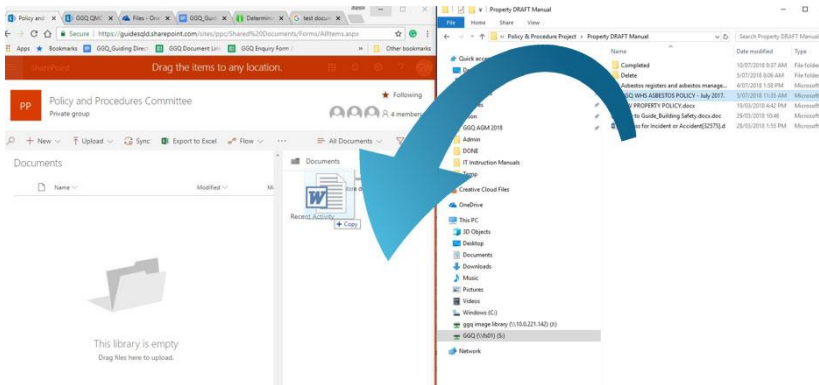 Policy and
GGQ QMC
Files - One
GGQ_Guid
Determine
test docum
Secure | https://guidesqld.sharepoint.com/sites/ppc/Shared%20Documents/Forms/AllItems.aspx
Apps Bookmarks GGQ_Guiding Direct GGQ Document Lin GGQ Enquiry Form Other bookmarks
SharePoint
Drag the items to any location.
PP
Policy and Procedures Committee
Private group
Following
4 members
New Upload Sync Export to Excel Flow ... All Documents
Documents
Name Modified
This library is empty
Drag files here to upload.
Documents
Recent Activity
+ Copy
Property DRAFT Manual
File Home Share View
Policy & Procedure Project > Property DRAFT Manual
Search Property DRAFT Manual
Name Date modified Type
Completed 10/07/2018 9:37 AM File folder
Delete 5/07/2018 8:06 AM File folder
Asbestos registers and asbestos manage... 4/07/2018 1:58 PM Microsoft
GGQ WHS ASBESTOS POLICY - July 2017. 5/07/2018 11:35 AM Microsoft
PROPERTY POLICY.docx 19/03/2018 4:42 PM Microsoft
to Guide_Building Safety.docx.doc Microsoft
for Incident or Accident[32575].d 28/03/2018 1:55 PM Microsoft
Quick access
GGQ AGM 2018
Admin
DONE
IT Instruction Manuals
Temp
Creative Cloud Files
OneDrive
This PC
3D Objects
Desktop
Documents
Downloads
Music
Pictures
Videos
Windows (C:)
ggq image library (\\10.0.221.142) (I:)
GGQ (\\fs01) (S:)
Network